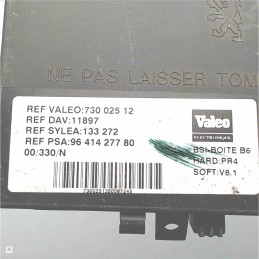 NE PAS LAISSER TOM
REF VALEO:730 025 12
REF DAV:11897
REF SYLEA:133 272
REF PSA:96 414 277 80
00/330/N
Valeo
BSI-BOITE B6
HARD:PR4
SOFT:V8.1